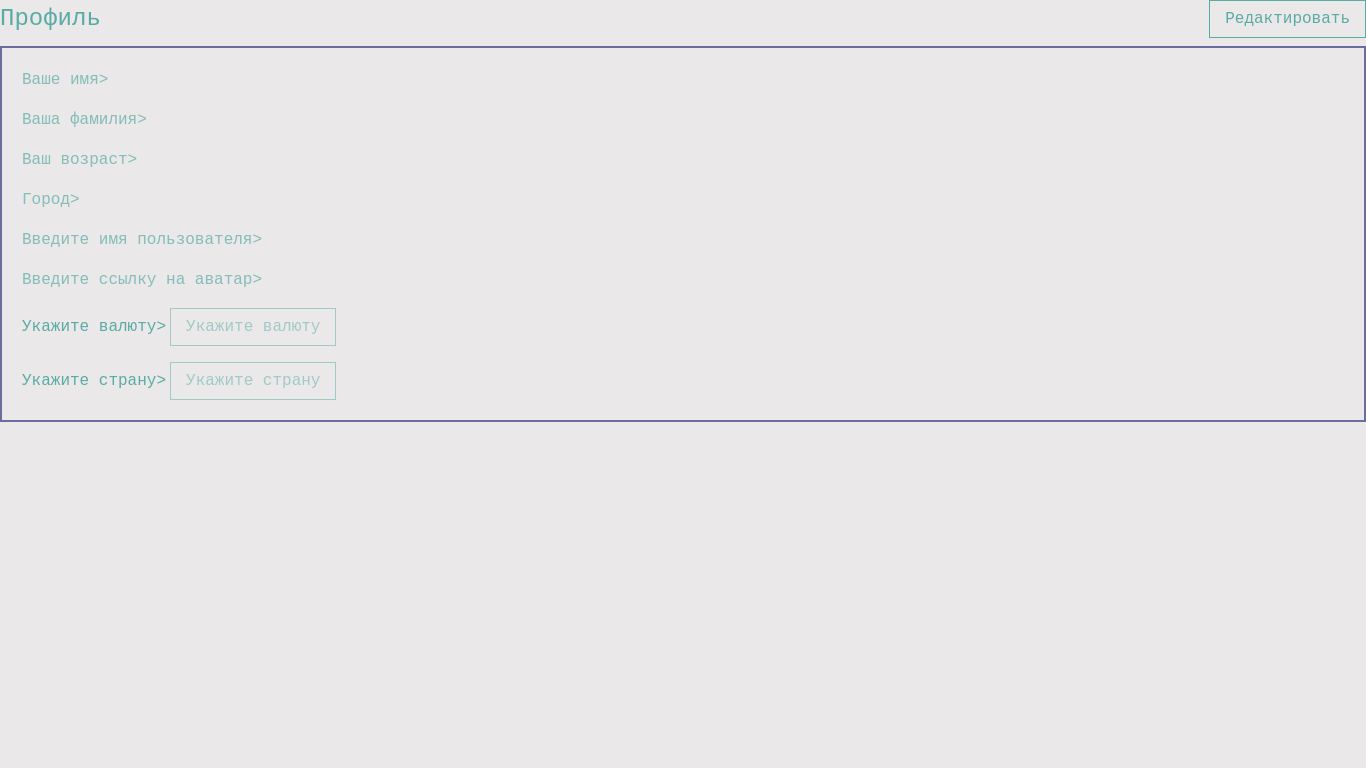 Профиль
Редактировать
Ваше имя>
Ваша фамилия>
Ваш возраст>
Город>
Введите имя пользователя>
Введите ссылку на аватар>
Укажите валюту> Укажите валюту
Укажите страну> Укажите страну